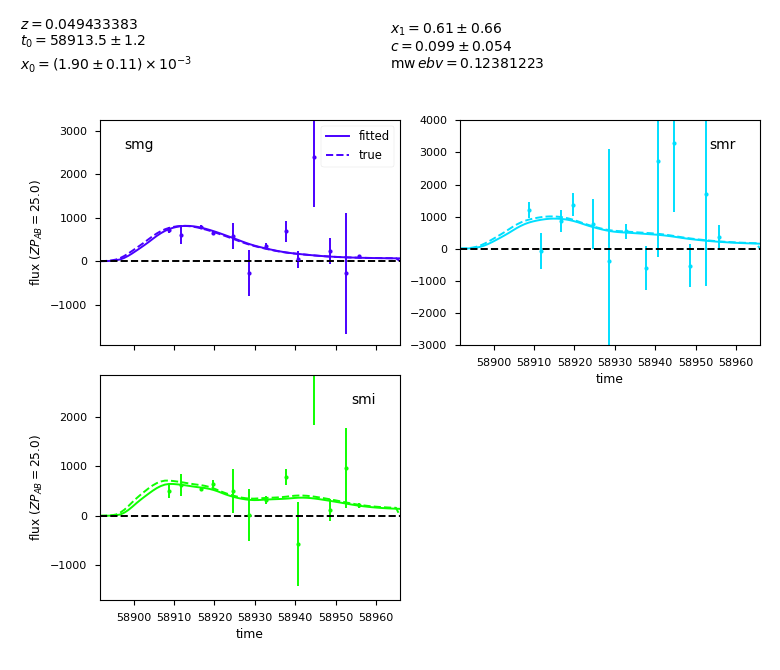 z = 0.049433383
t₀ = 58913.5 ± 1.2
x₀ = (1.90 ± 0.11) × 10⁻³
x₁ = 0.61 ± 0.66
c = 0.099 ± 0.054
mw ebv = 0.12381223
smg
fitted
true
3000
2000
1000
0
−1000
flux (ZP_AB = 25.0)
smr
4000
3000
2000
1000
0
−1000
−2000
−3000
58900 58910 58920 58930 58940 58950 58960
time
smi
2000
1000
0
−1000
flux (ZP_AB = 25.0)
58900 58910 58920 58930 58940 58950 58960
time